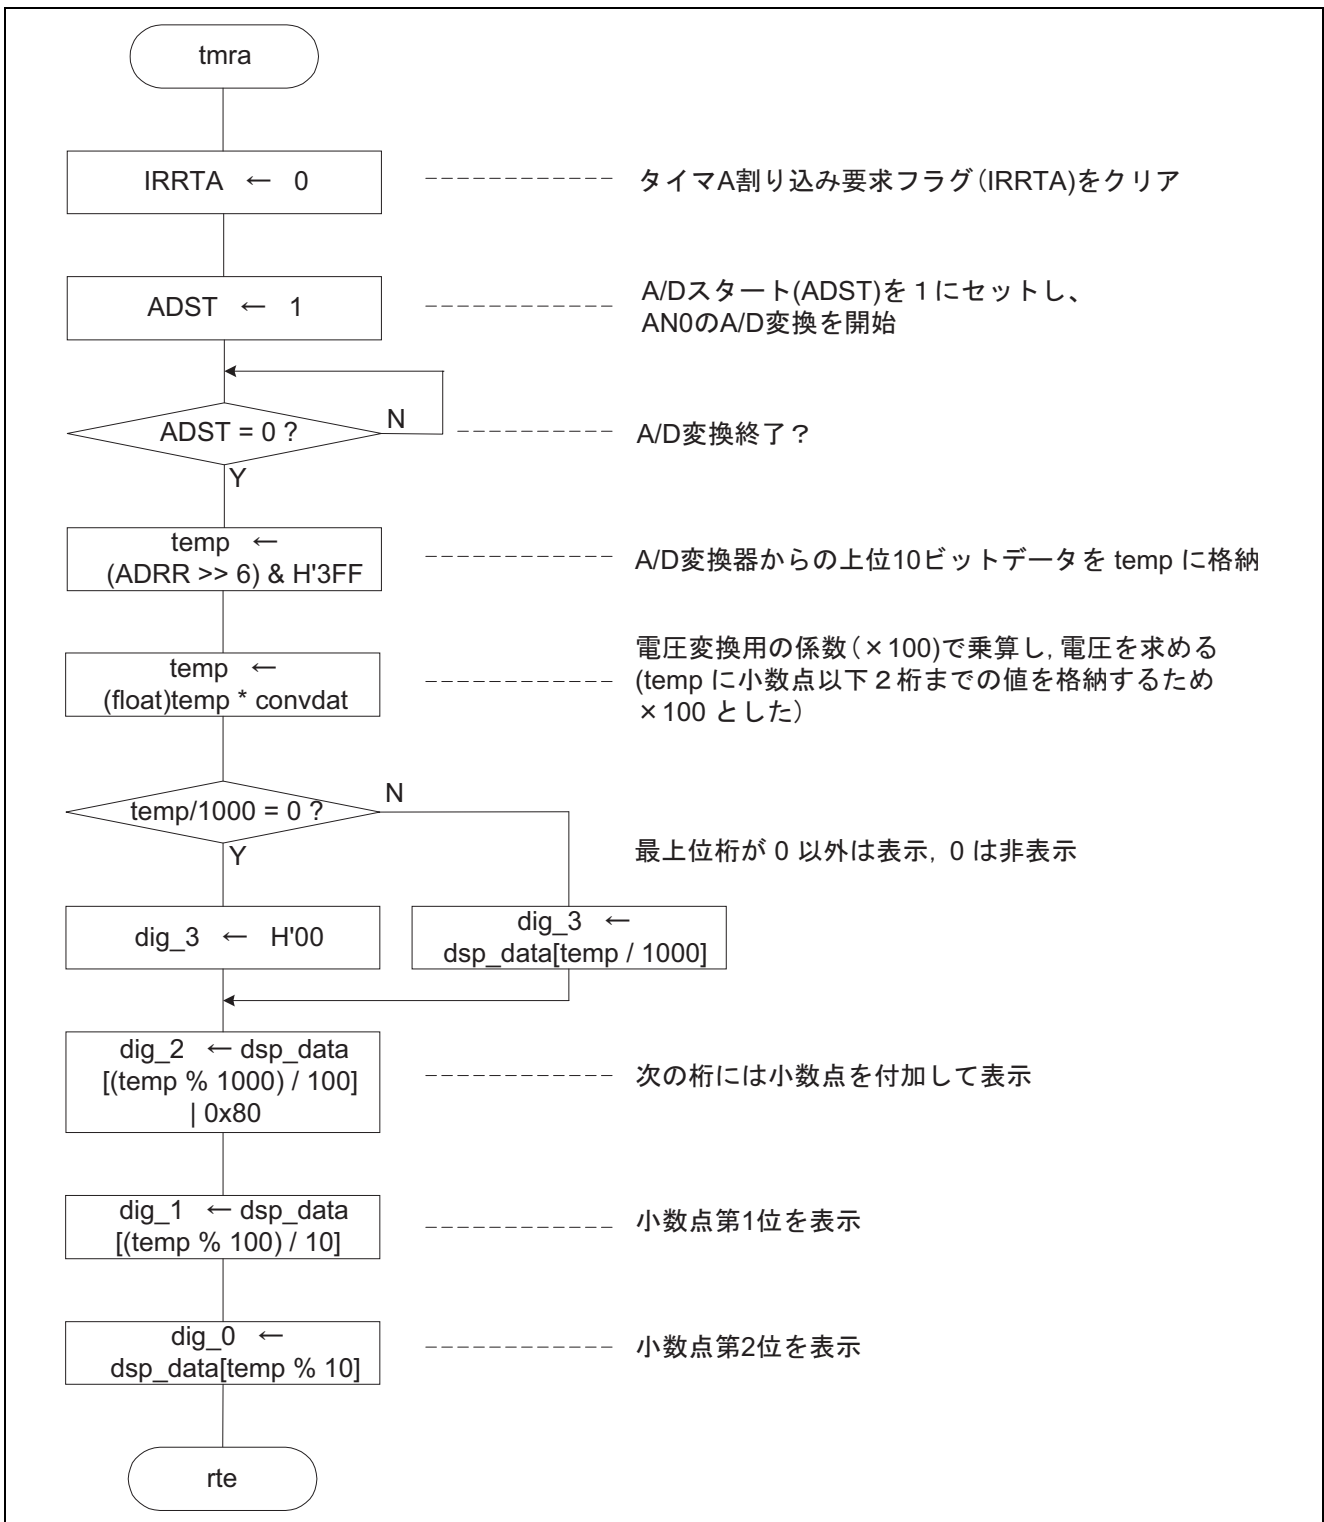 tmra
IRRTA ← 0
タイマA割り込み要求フラグ(IRRTA)をクリア
ADST ← 1
A/Dスタート(ADST)を1にセットし、
AN0のA/D変換を開始
ADST = 0 ?
N
A/D変換終了?
Y
temp ←
(ADRR >> 6) & H'3FF
A/D変換器からの上位10ビットデータを temp に格納
temp ←
(float)temp * convdat
電圧変換用の係数(×100)で乗算し, 電圧を求める
(temp に小数点以下2桁までの値を格納するため
×100 とした)
temp/1000 = 0 ?
N
Y
最上位桁が 0 以外は表示, 0 は非表示
dig_3 ← H'00
dig_3 ←
dsp_data[temp / 1000]
dig_2 ← dsp_data
[(temp % 1000) / 100]
| 0x80
次の桁には小数点を付加して表示
dig_1 ← dsp_data
[(temp % 100) / 10]
小数点第1位を表示
dig_0 ←
dsp_data[temp % 10]
小数点第2位を表示
rte